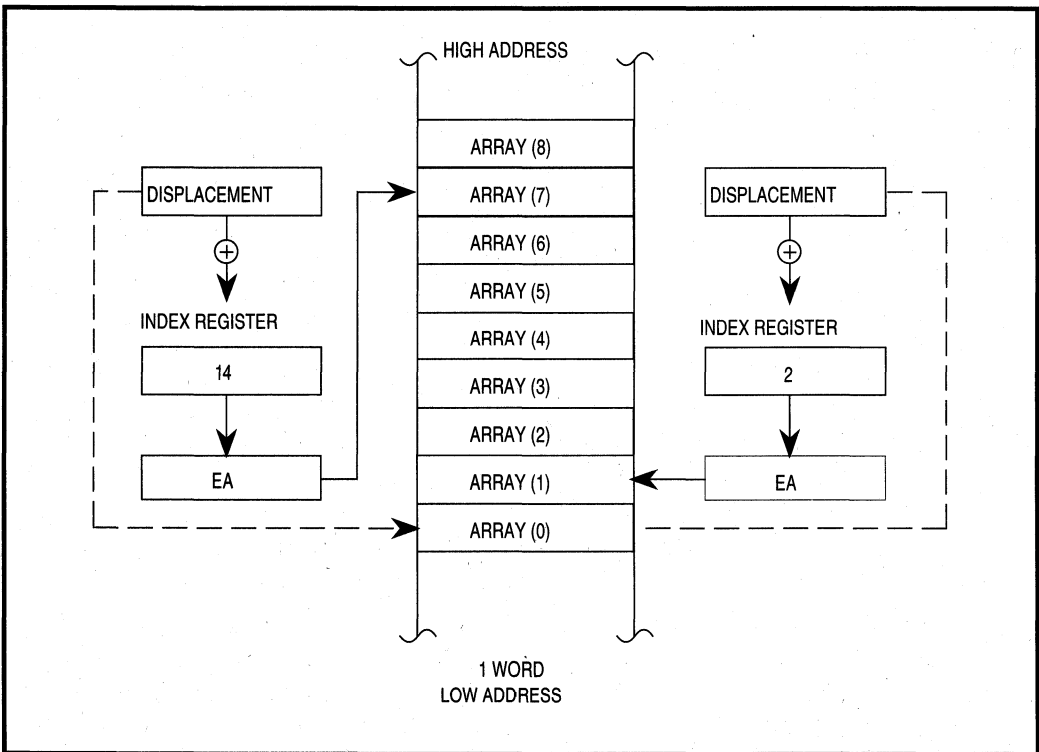 HIGH ADDRESS
ARRAY (8)
DISPLACEMENT
ARRAY (7)
DISPLACEMENT
+
ARRAY (6)
+
ARRAY (5)
INDEX REGISTER
ARRAY (4)
INDEX REGISTER
14
ARRAY (3)
2
ARRAY (2)
EA
ARRAY (1)
EA
ARRAY (0)
1 WORD
LOW ADDRESS